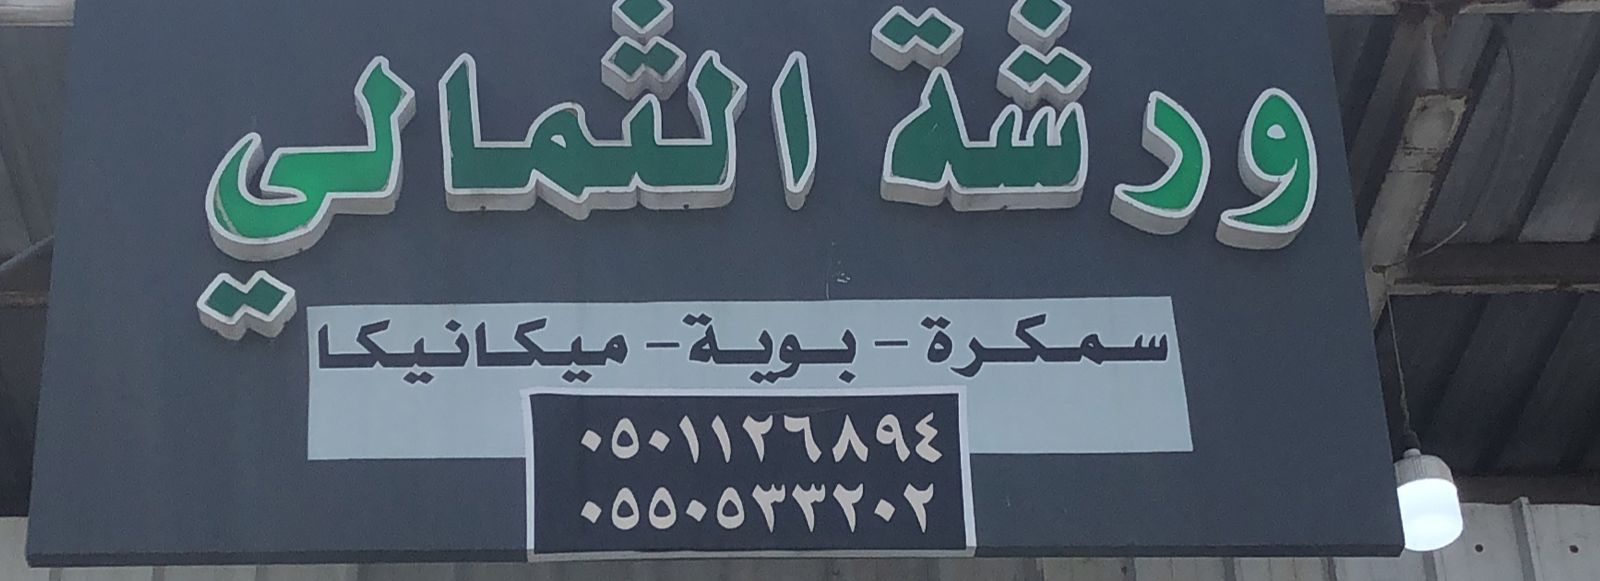 ورشة الثمالي
سمكرة - بوية - ميكانيكا
٠٥٠١١٢٦٨٩٤
٠٥٥٠٥٣٣٢٠٢